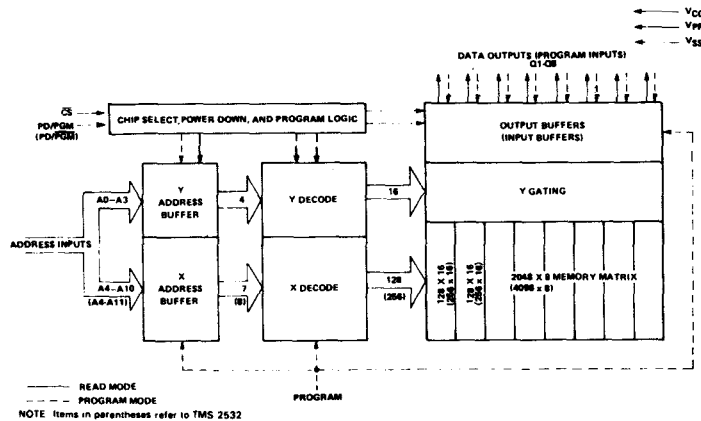 VCC
VPP
VSS
DATA OUTPUTS (PROGRAM INPUTS)
Q1-Q8
CS
PD/PGM
(PD/PGM)
CHIP SELECT, POWER DOWN, AND PROGRAM LOGIC
OUTPUT BUFFERS
(INPUT BUFFERS)
A0-A3
Y
ADDRESS
BUFFER
4
Y DECODE
16
Y GATING
ADDRESS INPUTS
A4-A10
(A4-A11)
X
ADDRESS
BUFFER
7
(8)
X DECODE
128
(256)
128 X 16
(256 x 16)
128 X 16
(256 x 16)
2048 X 8 MEMORY MATRIX
(4096 x 8)
READ MODE
PROGRAM MODE
PROGRAM
NOTE Items in parentheses refer to TMS 2532